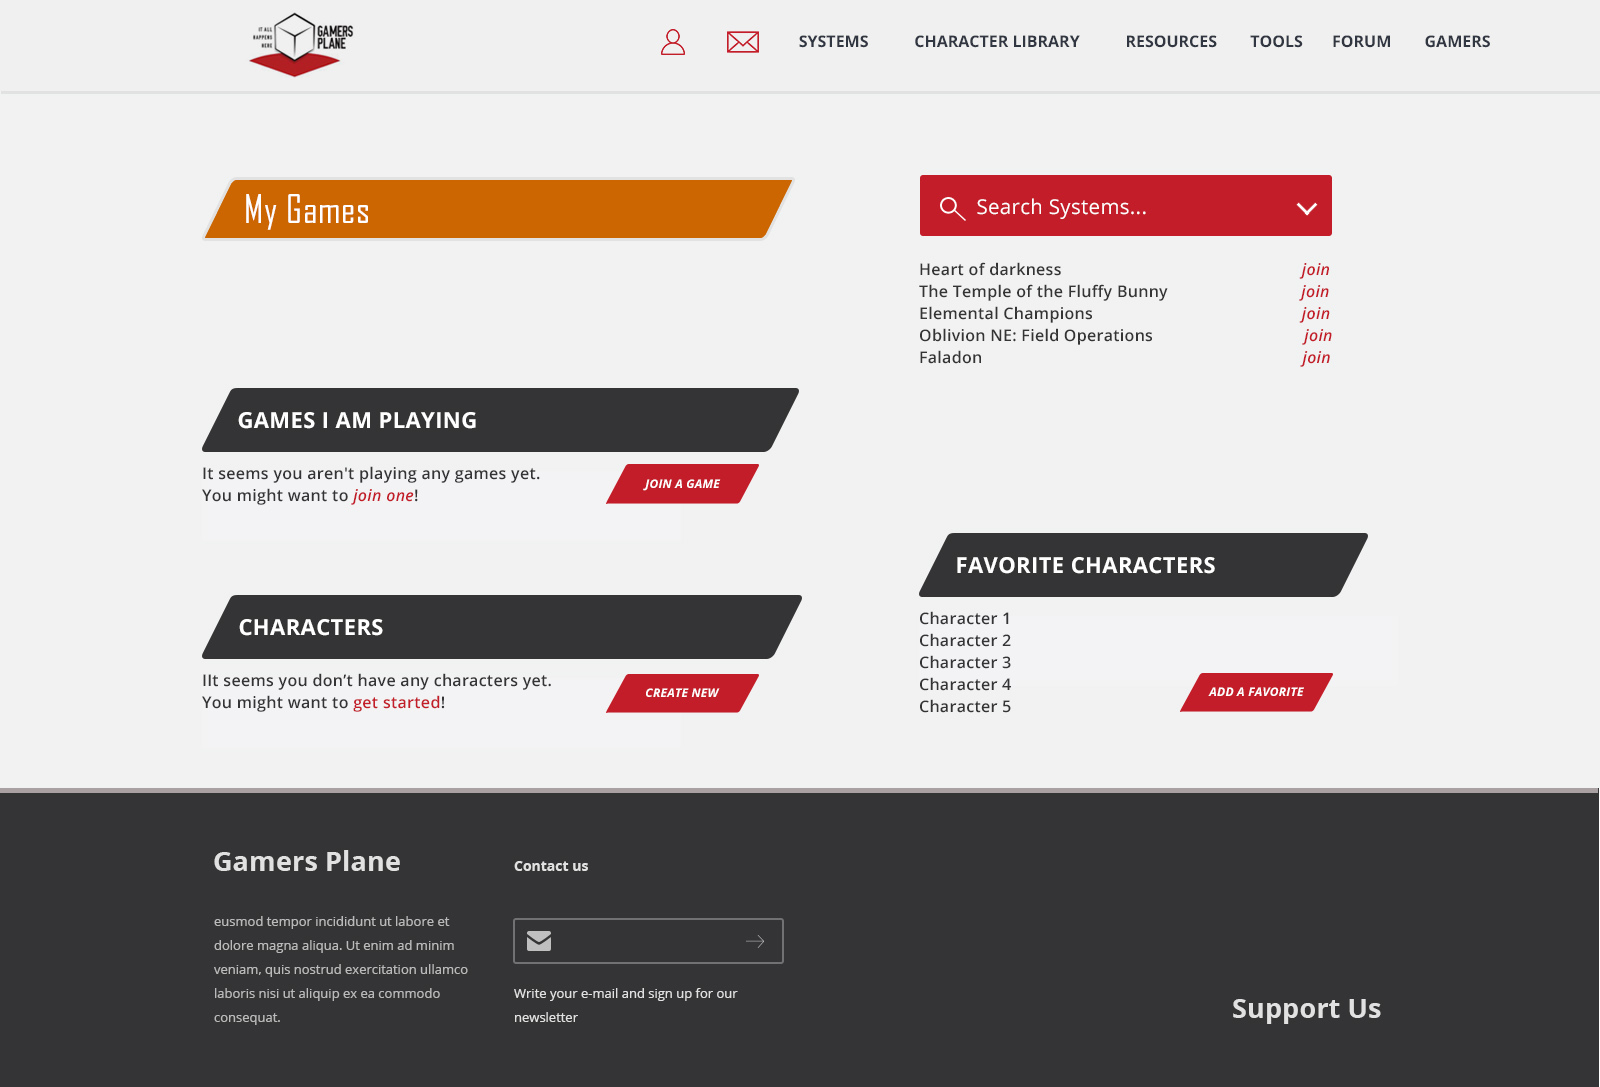 IT ALL
HAPPENS
HERE
GAMERS
PLANE
SYSTEMS
CHARACTER LIBRARY
RESOURCES
TOOLS
FORUM
GAMERS
My Games
Search Systems...
Heart of darkness join
The Temple of the Fluffy Bunny join
Elemental Champions join
Oblivion NE: Field Operations join
Faladon join
GAMES I AM PLAYING
It seems you aren't playing any games yet.
You might want to join one!
JOIN A GAME
CHARACTERS
IIt seems you don’t have any characters yet.
You might want to get started!
CREATE NEW
FAVORITE CHARACTERS
Character 1
Character 2
Character 3
Character 4
Character 5
ADD A FAVORITE
Gamers Plane
eusmod tempor incididunt ut labore et
dolore magna aliqua. Ut enim ad minim
veniam, quis nostrud exercitation ullamco
laboris nisi ut aliquip ex ea commodo
consequat.
Contact us
Write your e-mail and sign up for our
newsletter
Support Us